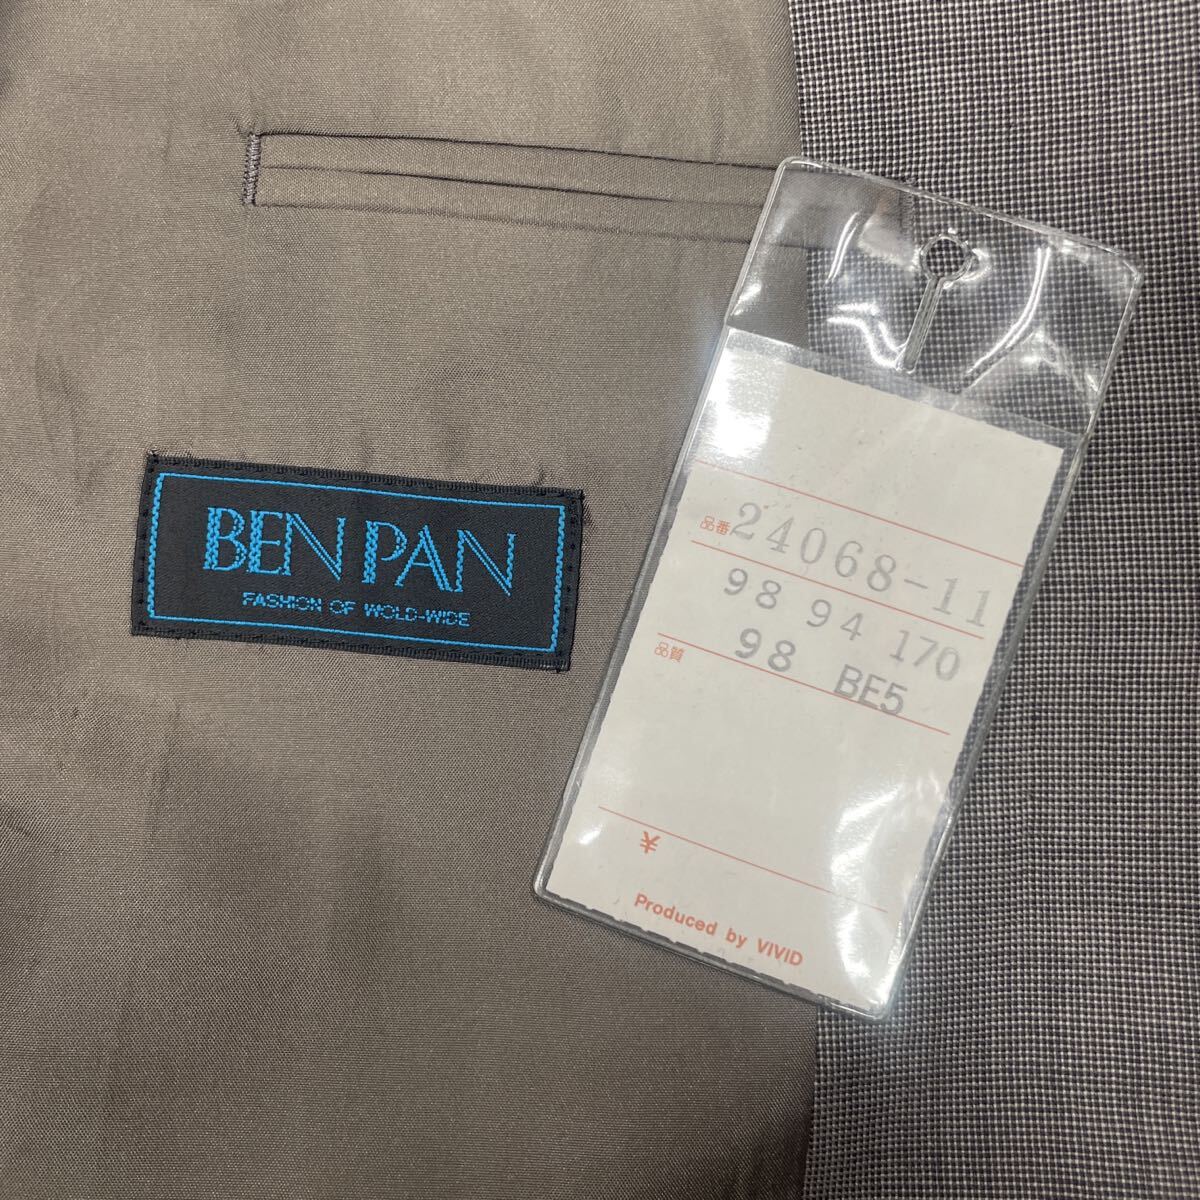 BEN PAN
FASHION OF WOLD-WIDE
品番 24068-11
98 94 170
品質 98 BE5
¥
Produced by VIVID